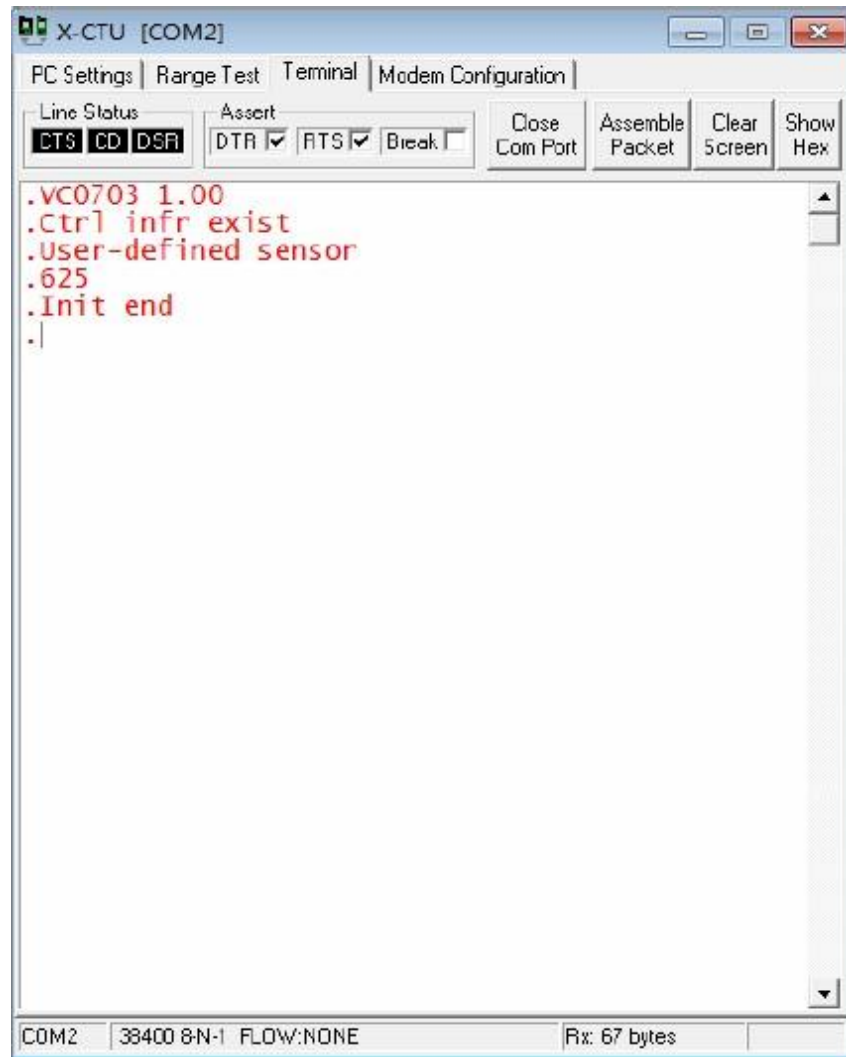 X-CTU [COM2]
PC Settings Range Test Terminal Modem Configuration
Line Status Assert
CTS CD DSR DTR RTS Break
Close Com Port
Assemble Packet
Clear Screen
Show Hex
.VC0703 1.00
.Ctrl infr exist
.User-defined sensor
.625
.Init end
.
COM2 38400 8-N-1 FLOW:NONE Rx: 67 bytes